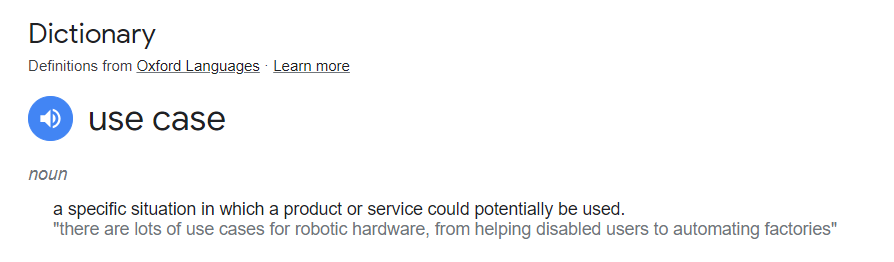 Dictionary
Definitions from Oxford Languages · Learn more
use case
noun
a specific situation in which a product or service could potentially be used.
"there are lots of use cases for robotic hardware, from helping disabled users to automating factories"